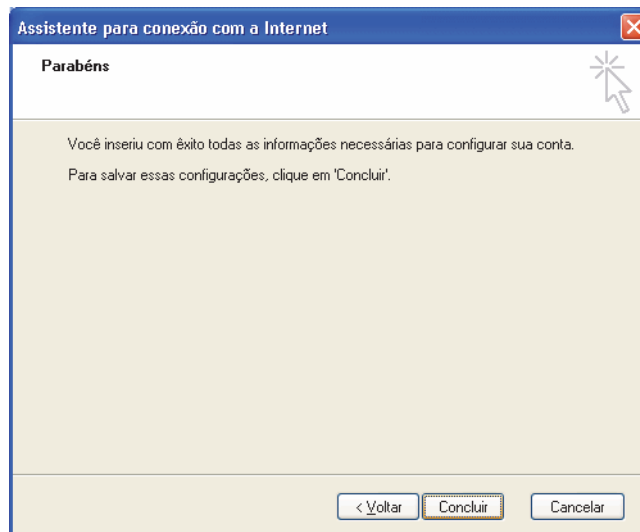 Assistente para conexão com a Internet
Parabéns
Você inseriu com êxito todas as informações necessárias para configurar sua conta.
Para salvar essas configurações, clique em 'Concluir'.
< Voltar Concluir Cancelar